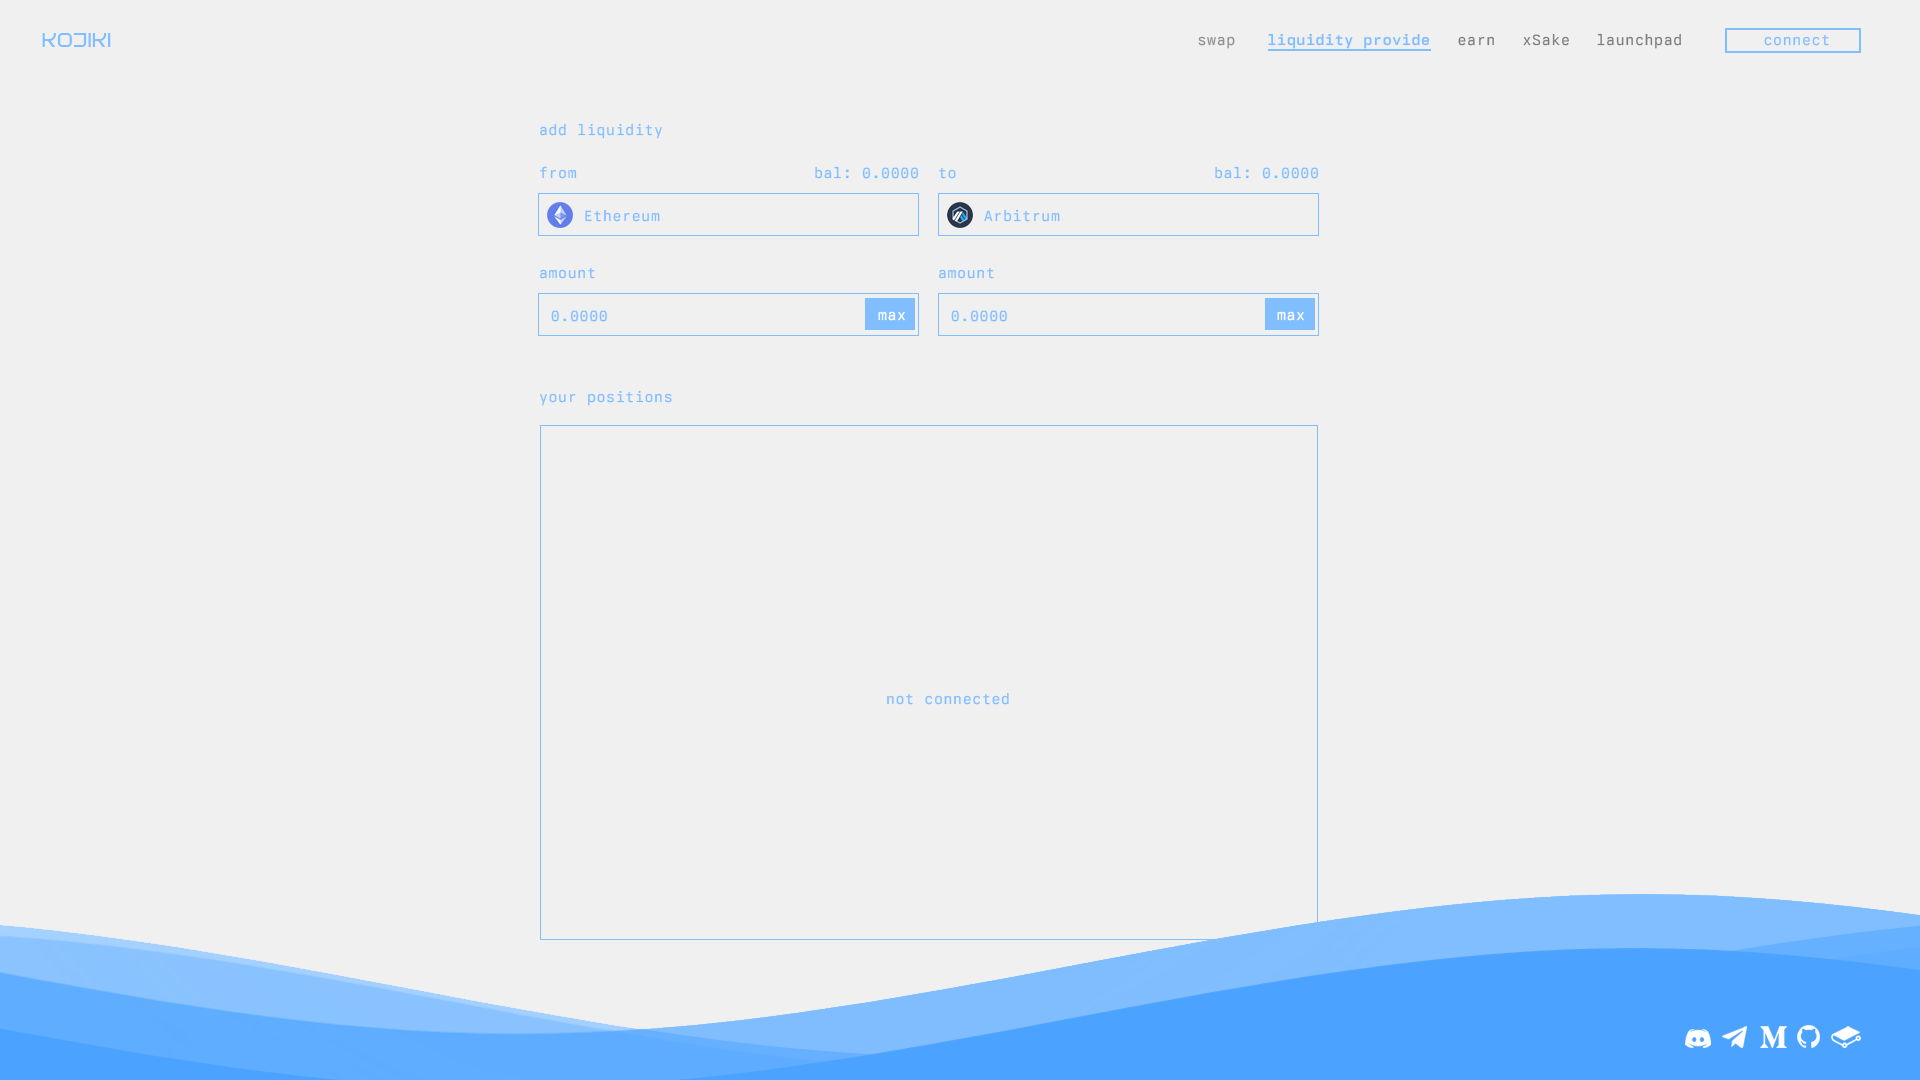 KOJIKI
swap liquidity provide earn xSake launchpad connect
add liquidity
from bal: 0.0000 to bal: 0.0000
Ethereum Arbitrum
amount amount
0.0000 max 0.0000 max
your positions
not connected